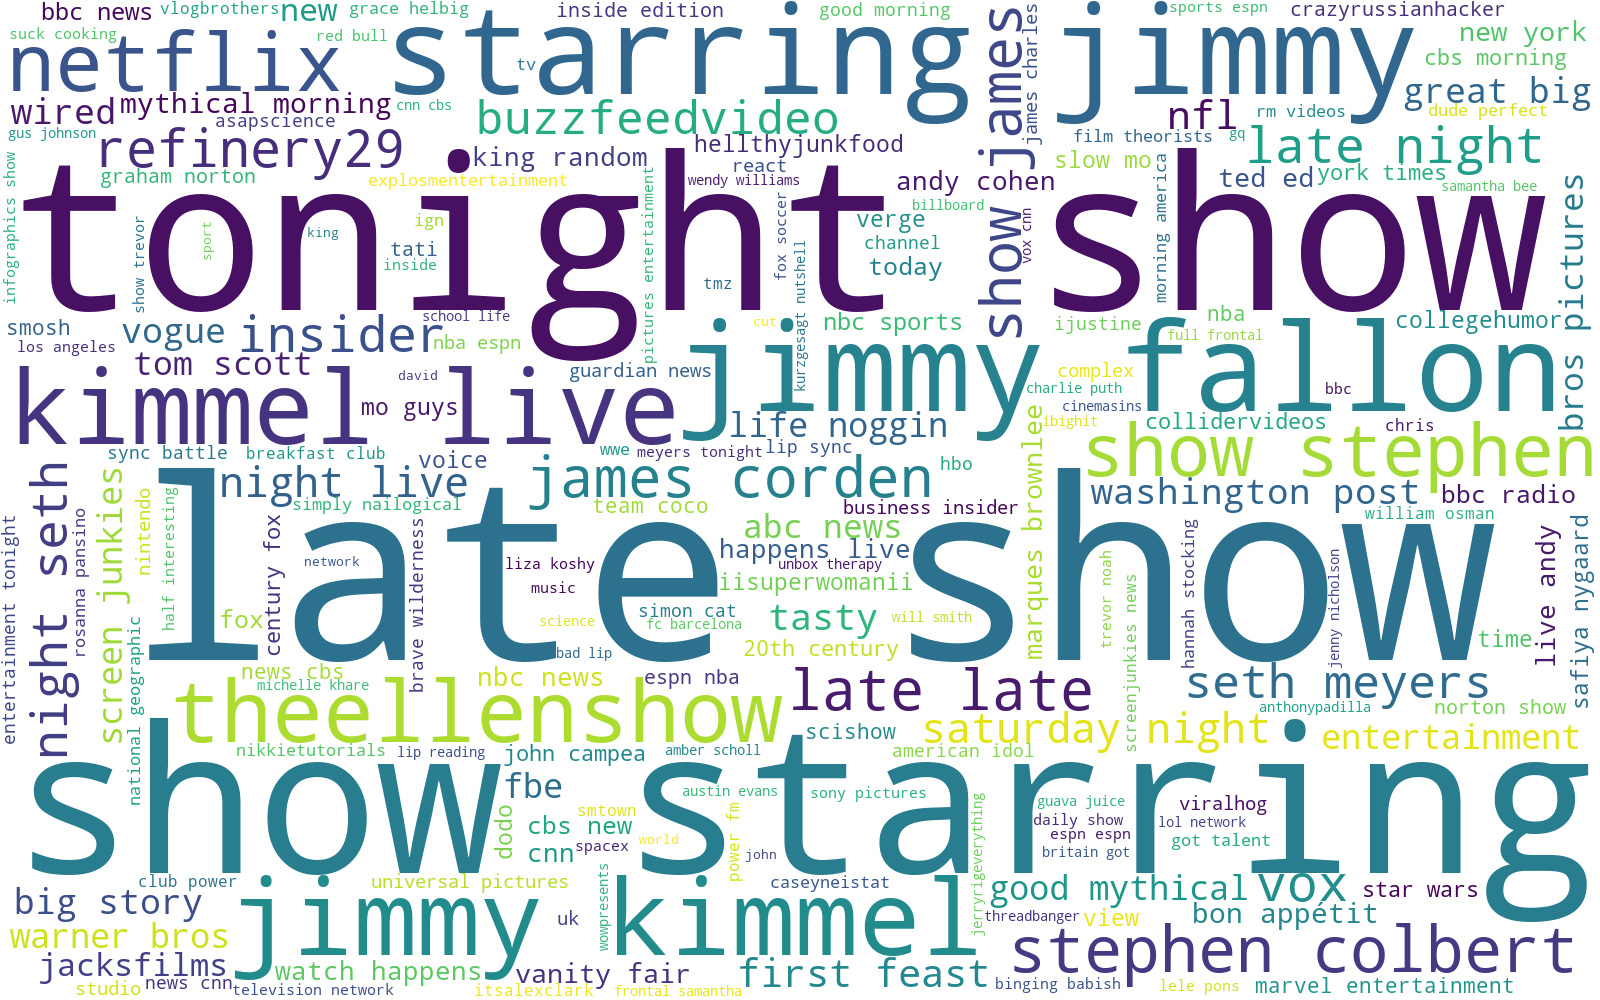 bbc news
vlogbrothers
new
grace helbig
inside edition
good morning
sports espn
crazyrussianhacker
suck cooking
red bull
netflix
starring jimmy
tv
show james
james charles
new york
cbs morning
great big
wired
mythical morning
cnn cbs
buzzfeedvideo
nfl
rm videos
dude perfect
gus johnson
asapscience
refinery29
king random
hellthyjunkfood
react
film theorists
gq
late night
graham norton
explosmentertainment
wendy williams
andy cohen
slow mo
ted ed
york times
samantha bee
tonight show
infographics show
show trevor
sport
king
ign
tati
inside
pictures entertainment
fox soccer
kurzgesagt nutshell
tmz
billboard
verge
channel
today
vox cnn
morning america
bros pictures
smosh
los angeles
vogue
insider
school life
nba espn
cut
nbc sports
ijustine
nba
full frontal
collegehumor
tom scott
guardian news
jimmy fallon
complex
charlie puth
cinemasins
ibighit
bbc
kimmel live
david
mo guys
life noggin
collidervideos
chris
sync battle
breakfast club
voice
wwe
meyers tonight
lip sync
show stephen
night seth
screen junkies
nintendo
half interesting
night live
simply nailogical
james corden
team coco
hbo
business insider
marques brownlee
washington post
bbc radio
william osman
entertainment tonight
rosanna pansino
century fox
network
brave wilderness
liza koshy
music
abc news
happens live
unbox therapy
iisuperwomanii
late show
trevor noah
hannah stocking
jenny nicholson
live andy
safiya nygaard
simon cat
fc barcelona
science
tasty
will smith
time
fox
bad lip
20th century
national geographic
news cbs
michelle khare
nbc news
espn nba
late late
screenjunkies news
seth meyers
anthonypadilla
norton show
theellenshow
scishow
saturday night
entertainment
nikkietutorials
lip reading
john campea
amber scholl
american idol
show starring
fbe
austin evans
sony pictures
dodo
smtown
power fm
jerryrigeverything
guava juice
viralhog
daily show
lol network
cbs new
world
espn espn
got talent
cnn
spacex
john
britain got
club power
universal pictures
caseyneistat
good mythical
vox
star wars
big story
jimmy kimmel
uk
wowpresents
threadbanger
view
bon appétit
warner bros
stephen colbert
jacksfilms
watch happens
vanity fair
first feast
studio
news cnn
television network
itsalexclark
frontal samantha
binging babish
lele pons
marvel entertainment